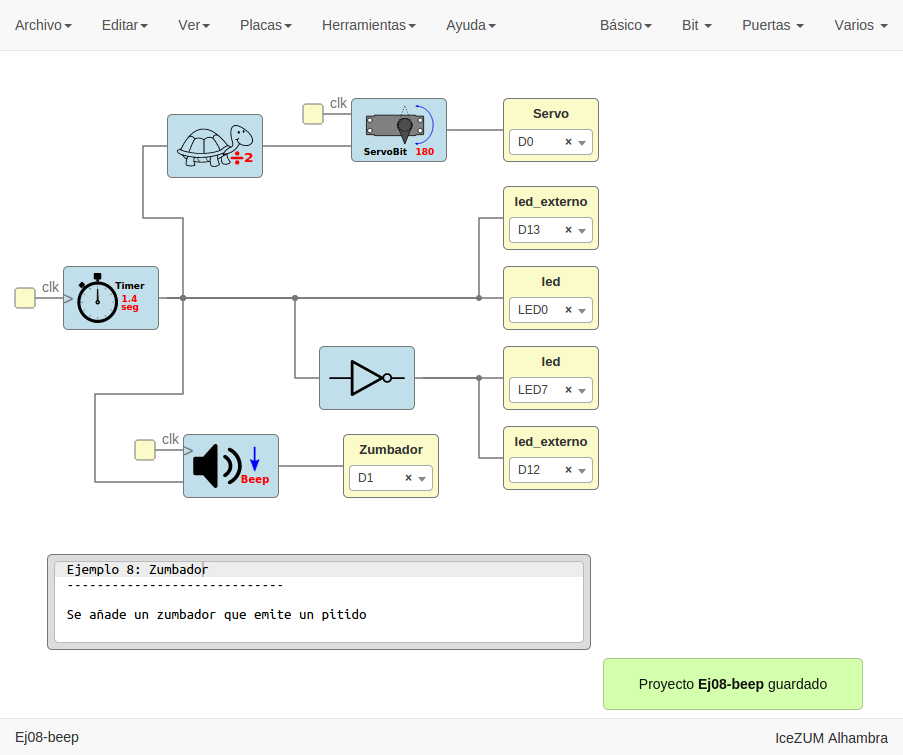 Archivo Editar Ver Placas Herramientas Ayuda Básico Bit Puertas Varios
clk
÷2
ServoBit 180
Servo
D0 ×
led_externo
D13 ×
clk
Timer
1.4
seg
led
LED0 ×
led
LED7 ×
clk
Beep
Zumbador
D1 ×
led_externo
D12 ×
Ejemplo 8: Zumbador
-----------------------------
Se añade un zumbador que emite un pitido
Proyecto Ej08-beep guardado
Ej08-beep IceZUM Alhambra